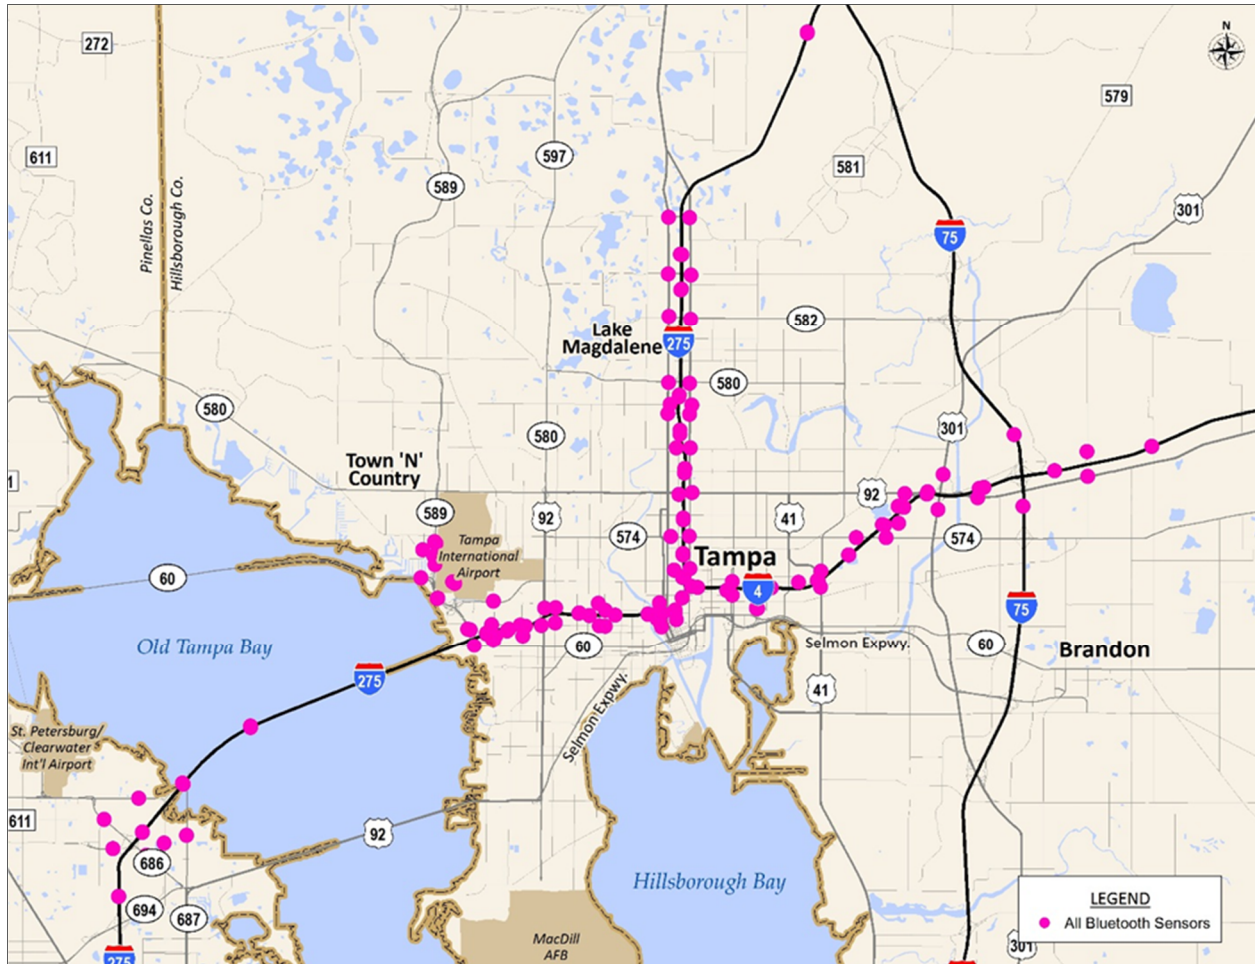 N
272
579
597
611
581
589
301
Pinellas Co.
Hillsborough Co.
75
582
Lake
Magdalene
275
580
580
301
580
Town 'N'
Country
92
589
92
41
574
574
Tampa
International
Airport
Tampa
60
4
75
Old Tampa Bay
60
Selmon Expwy.
60
Brandon
275
41
Selmon Expwy.
St. Petersburg/
Clearwater
Int'l Airport
611
92
686
Hillsborough Bay
694
687
LEGEND
All Bluetooth Sensors
MacDill
AFB
301
275